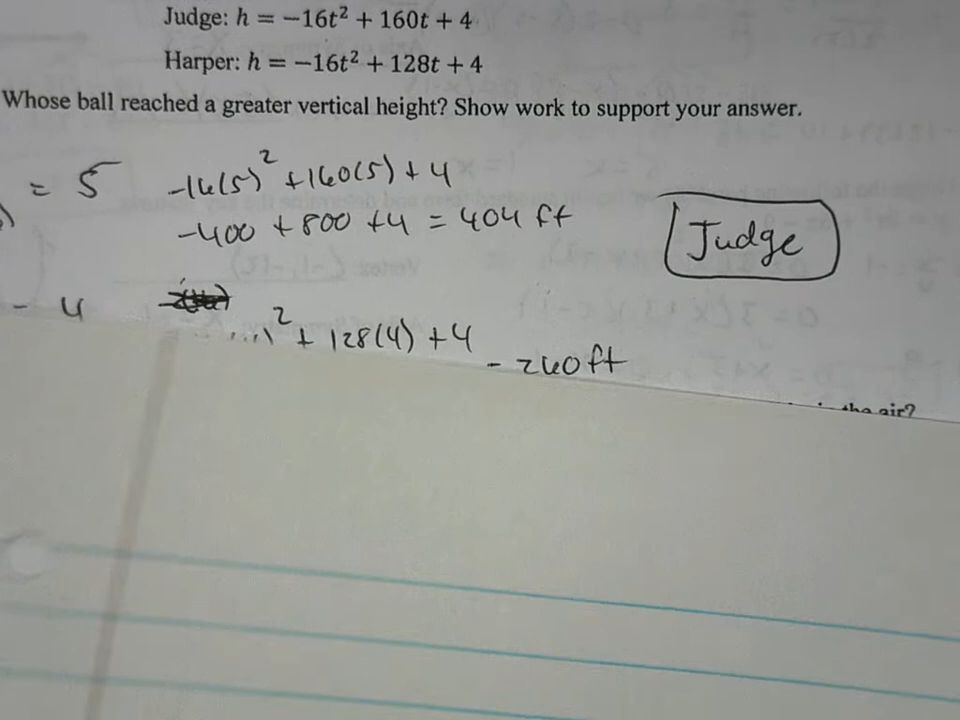 Judge: h = −16t² + 160t + 4
Harper: h = −16t² + 128t + 4
Whose ball reached a greater vertical height? Show work to support your answer.
= 5 -16(5)² + 160(5) + 4
-400 + 800 + 4 = 404 ft
Judge
- 4
² + 128(4) + 4
- 260 ft
the air?